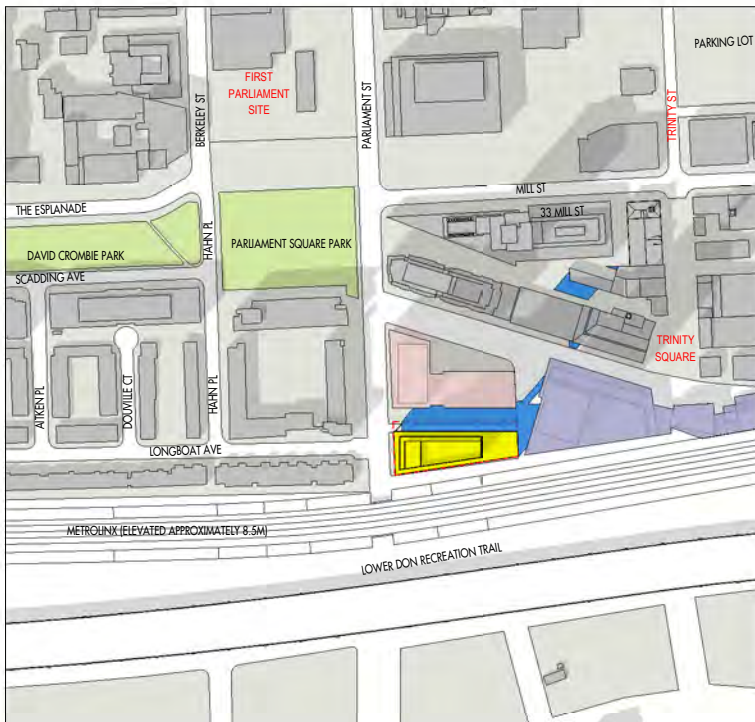 PARKING LOT
FIRST
PARLIAMENT
SITE
BERKELEY ST
PARLIAMENT ST
TRINITY ST
MILL ST
THE ESPLANADE
33 MILL ST
HAHN PL
DAVID CROMBIE PARK
PARLIAMENT SQUARE PARK
SCADDING AVE
TRINITY
SQUARE
AITKEN PL
DOUVILLE CT
HAHN PL
LONGBOAT AVE
METROLINX (ELEVATED APPROXIMATELY 8.5M)
LOWER DON RECREATION TRAIL